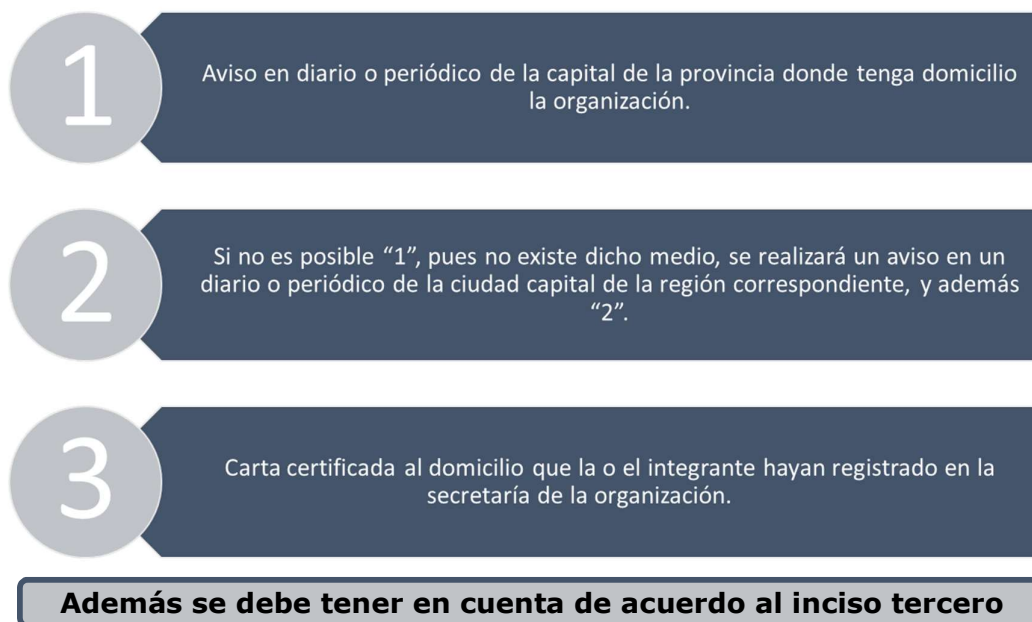 1
Aviso en diario o periódico de la capital de la provincia donde tenga domicilio
la organización.
2
Si no es posible “1”, pues no existe dicho medio, se realizará un aviso en un
diario o periódico de la ciudad capital de la región correspondiente, y además
“2”.
3
Carta certificada al domicilio que la o el integrante hayan registrado en la
secretaría de la organización.
Además se debe tener en cuenta de acuerdo al inciso tercero